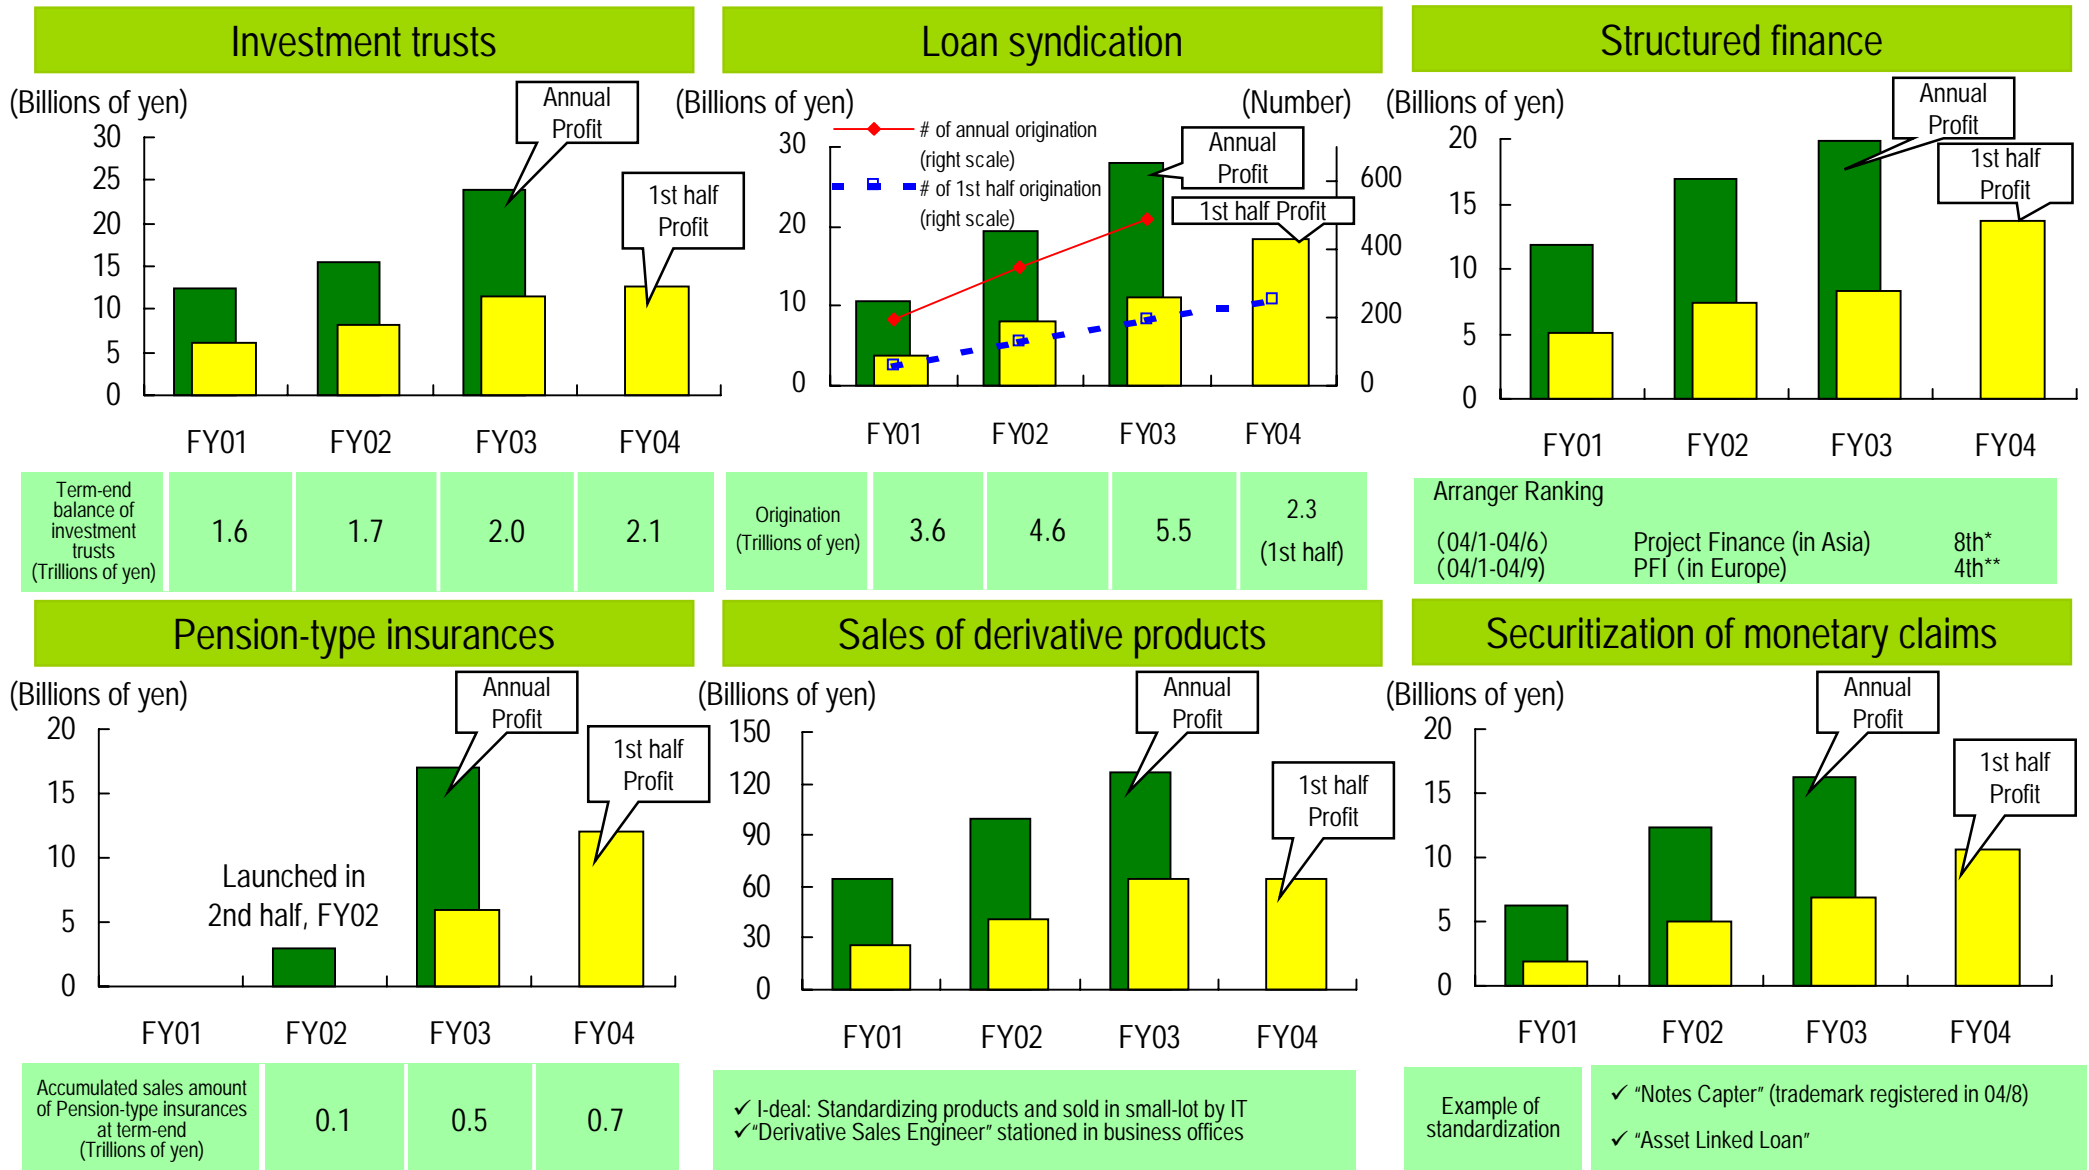 Investment trusts
(Billions of yen)
Annual
Profit
1st half
Profit
30
25
20
15
10
5
0
FY01 FY02 FY03 FY04
Term-end
balance of
investment
trusts
(Trillions of yen)
1.6 1.7 2.0 2.1
Loan syndication
(Billions of yen) (Number)
# of annual origination
(right scale)
# of 1st half origination
(right scale)
Annual
Profit
1st half Profit
30
20
10
0
600
400
200
0
FY01 FY02 FY03 FY04
Origination
(Trillions of yen)
3.6 4.6 5.5 2.3
(1st half)
Structured finance
(Billions of yen)
Annual
Profit
1st half
Profit
20
15
10
5
0
FY01 FY02 FY03 FY04
Arranger Ranking
(04/1-04/6) Project Finance (in Asia) 8th*
(04/1-04/9) PFI (in Europe) 4th**
Pension-type insurances
(Billions of yen)
Annual
Profit
1st half
Profit
20
15
10
5
0
Launched in
2nd half, FY02
FY01 FY02 FY03 FY04
Accumulated sales amount
of Pension-type insurances
at term-end
(Trillions of yen)
0.1 0.5 0.7
Sales of derivative products
(Billions of yen)
Annual
Profit
1st half
Profit
150
120
90
60
30
0
FY01 FY02 FY03 FY04
✓ I-deal: Standardizing products and sold in small-lot by IT
✓"Derivative Sales Engineer" stationed in business offices
Securitization of monetary claims
(Billions of yen)
Annual
Profit
1st half
Profit
20
15
10
5
0
FY01 FY02 FY03 FY04
Example of
standardization
✓ "Notes Capter" (trademark registered in 04/8)
✓ "Asset Linked Loan"